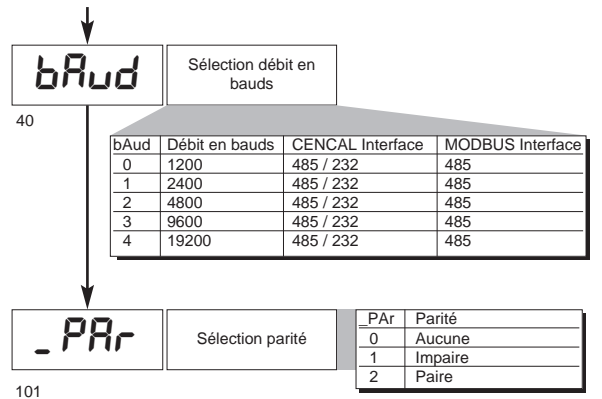 bAud
Sélection débit en
bauds
40
bAud Débit en bauds CENCAL Interface MODBUS Interface
0 1200 485 / 232 485
1 2400 485 / 232 485
2 4800 485 / 232 485
3 9600 485 / 232 485
4 19200 485 / 232 485
_PAr
Sélection parité
_PAr Parité
0 Aucune
1 Impaire
2 Paire
101